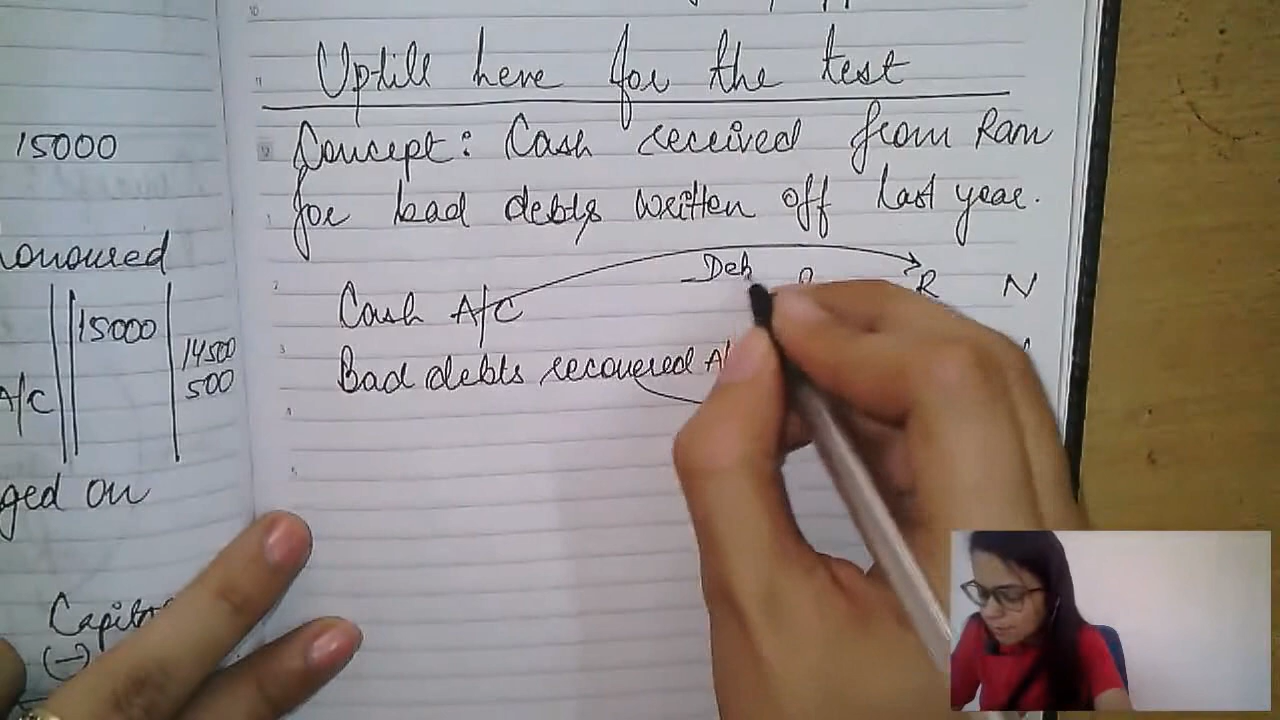 15000
onoured
15000
14500
A/C
500
ged on
(-)
Uptill here for the test
Concept: Cash received from Ram
for bad debts written off last year.
Deb
R
N
Cash A/C
Bad debts recovered